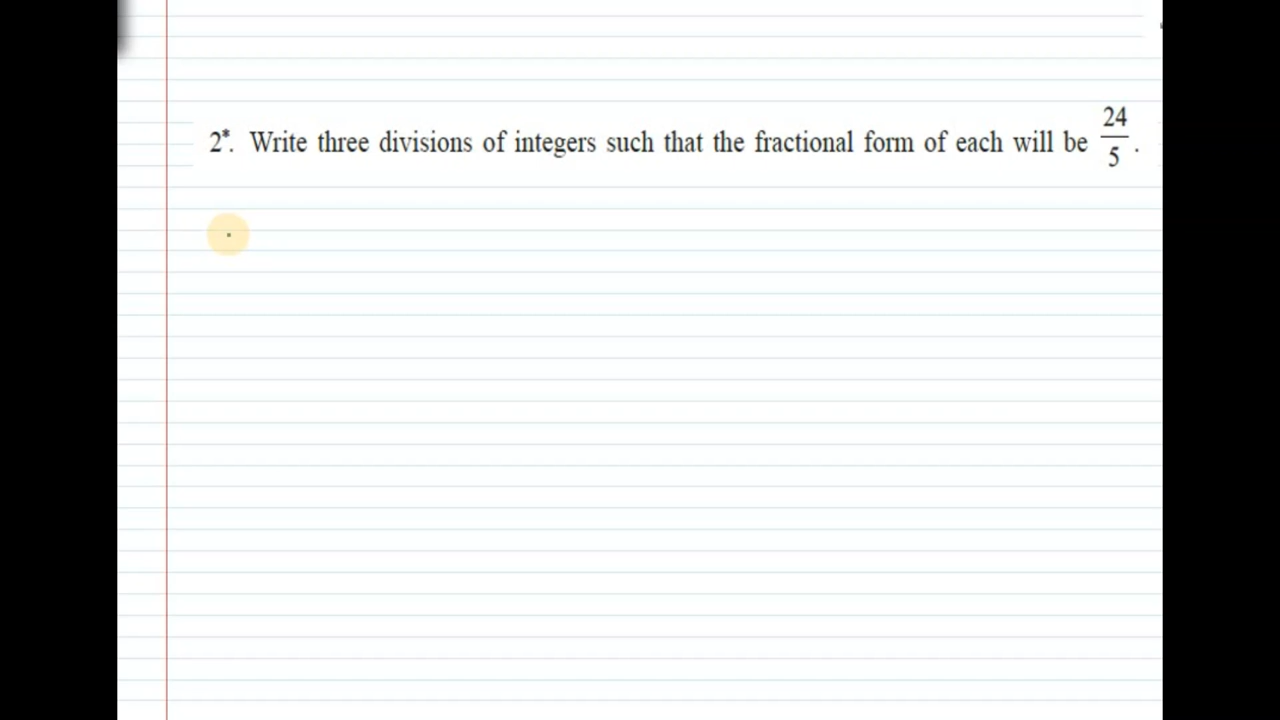 2*. Write three divisions of integers such that the fractional form of each will be 24/5.